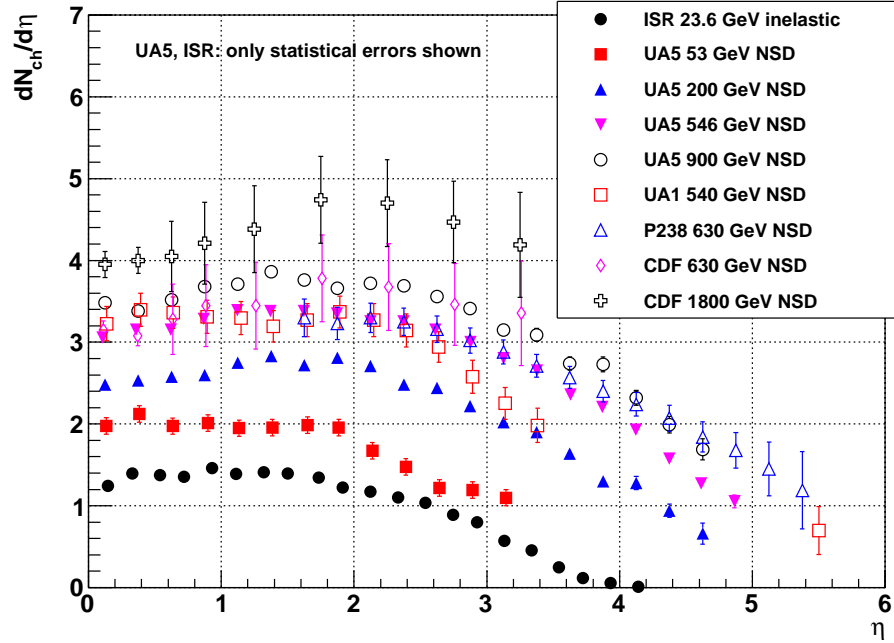 dN_ch/dη
7
6
5
4
3
2
1
0
UA5, ISR: only statistical errors shown
ISR 23.6 GeV inelastic
UA5 53 GeV NSD
UA5 200 GeV NSD
UA5 546 GeV NSD
UA5 900 GeV NSD
UA1 540 GeV NSD
P238 630 GeV NSD
CDF 630 GeV NSD
CDF 1800 GeV NSD
0 1 2 3 4 5 6
η